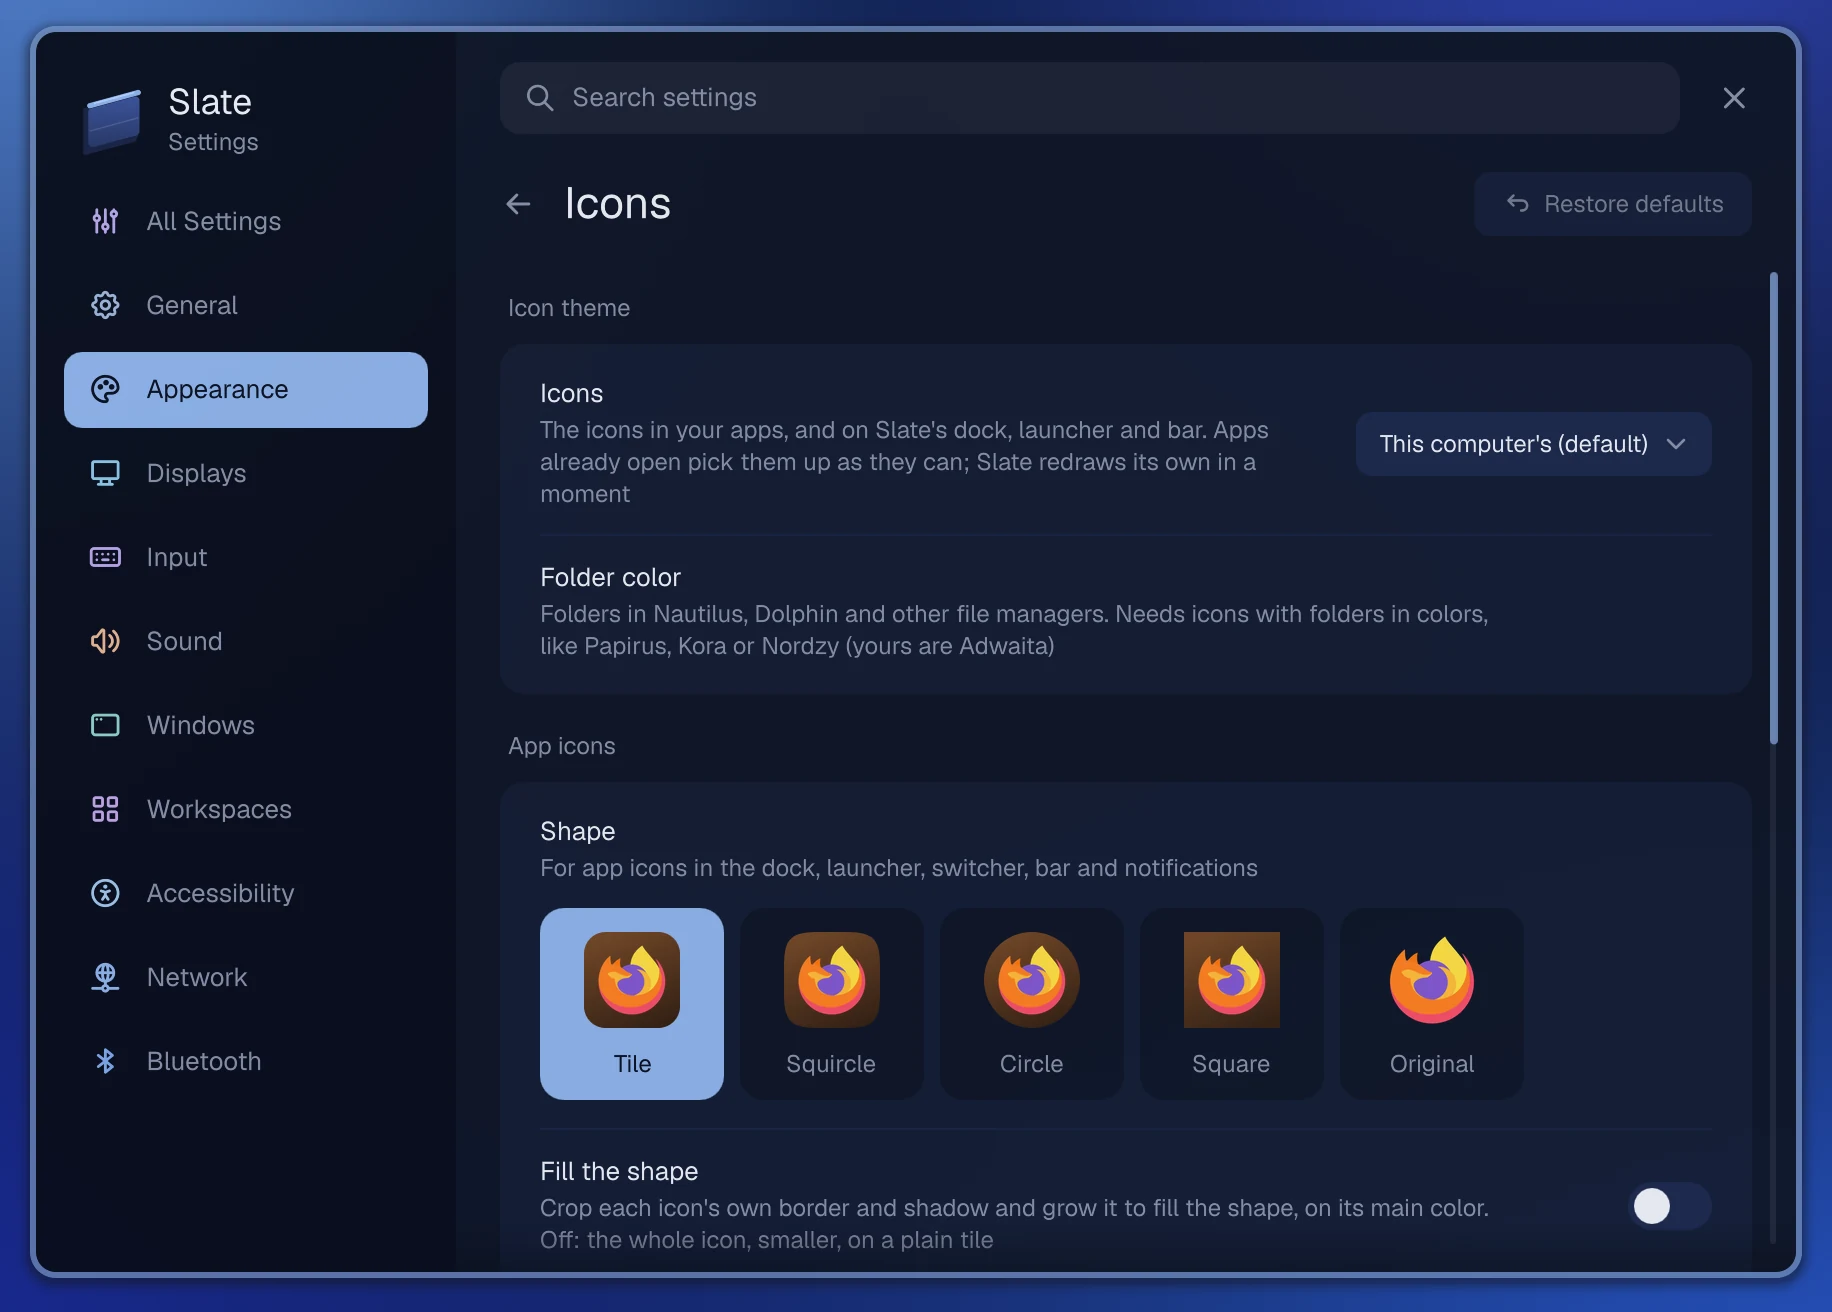 Slate
Settings
All Settings
General
Appearance
Displays
Input
Sound
Windows
Workspaces
Accessibility
Network
Bluetooth
Search settings
Icons
Restore defaults
Icon theme
Icons
The icons in your apps, and on Slate's dock, launcher and bar. Apps
already open pick them up as they can; Slate redraws its own in a
moment
This computer's (default)
Folder color
Folders in Nautilus, Dolphin and other file managers. Needs icons with folders in colors,
like Papirus, Kora or Nordzy (yours are Adwaita)
App icons
Shape
For app icons in the dock, launcher, switcher, bar and notifications
Tile
Squircle
Circle
Square
Original
Fill the shape
Crop each icon's own border and shadow and grow it to fill the shape, on its main color.
Off: the whole icon, smaller, on a plain tile